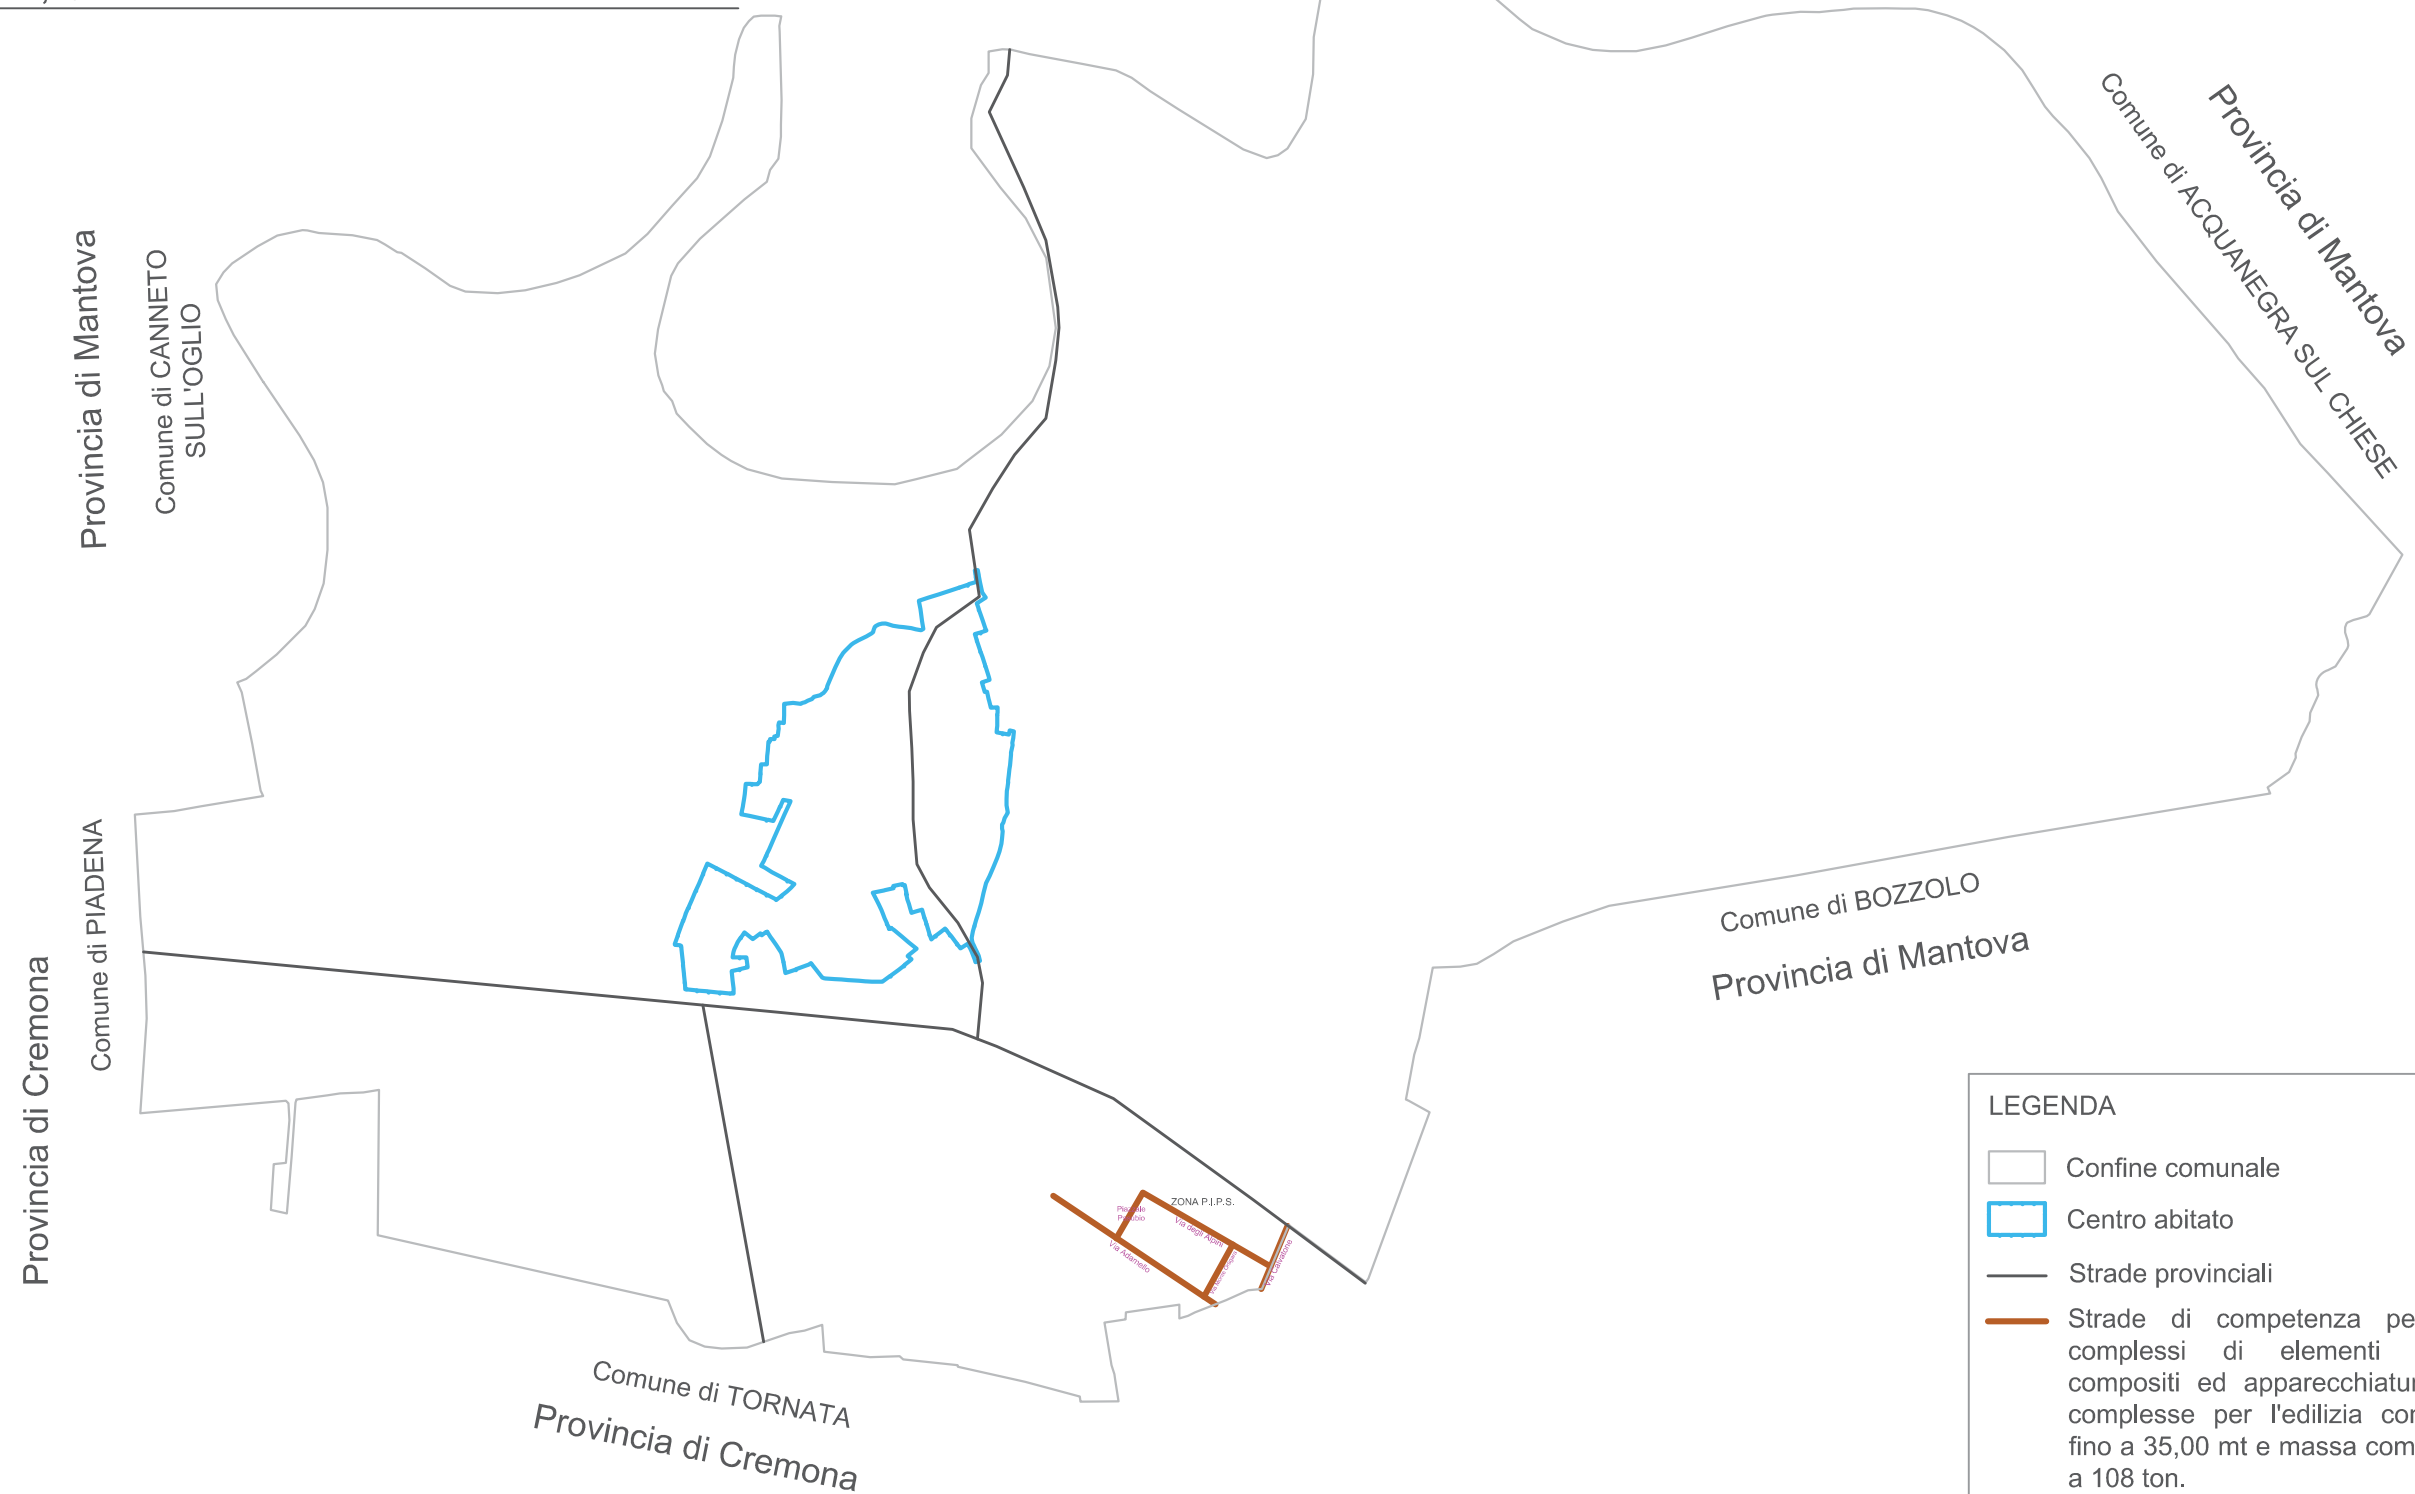 Provincia di Mantova
Comune di CANNETO
SULL'OGLIO
Provincia di Mantova
Comune di ACQUANEGRA SUL CHIESE
Comune di PIADENA
Provincia di Cremona
Comune di BOZZOLO
Provincia di Mantova
ZONA P.I.P.S.
Via degli Alpini
Via Adamello
Via Calvatone
Comune di TORNATA
Provincia di Cremona
LEGENDA
Confine comunale
Centro abitato
Strade provinciali
Strade di competenza pe
complessi di elementi
compositi ed apparecchiatu
complesse per l'edilizia co
fino a 35,00 mt e massa com
a 108 ton.